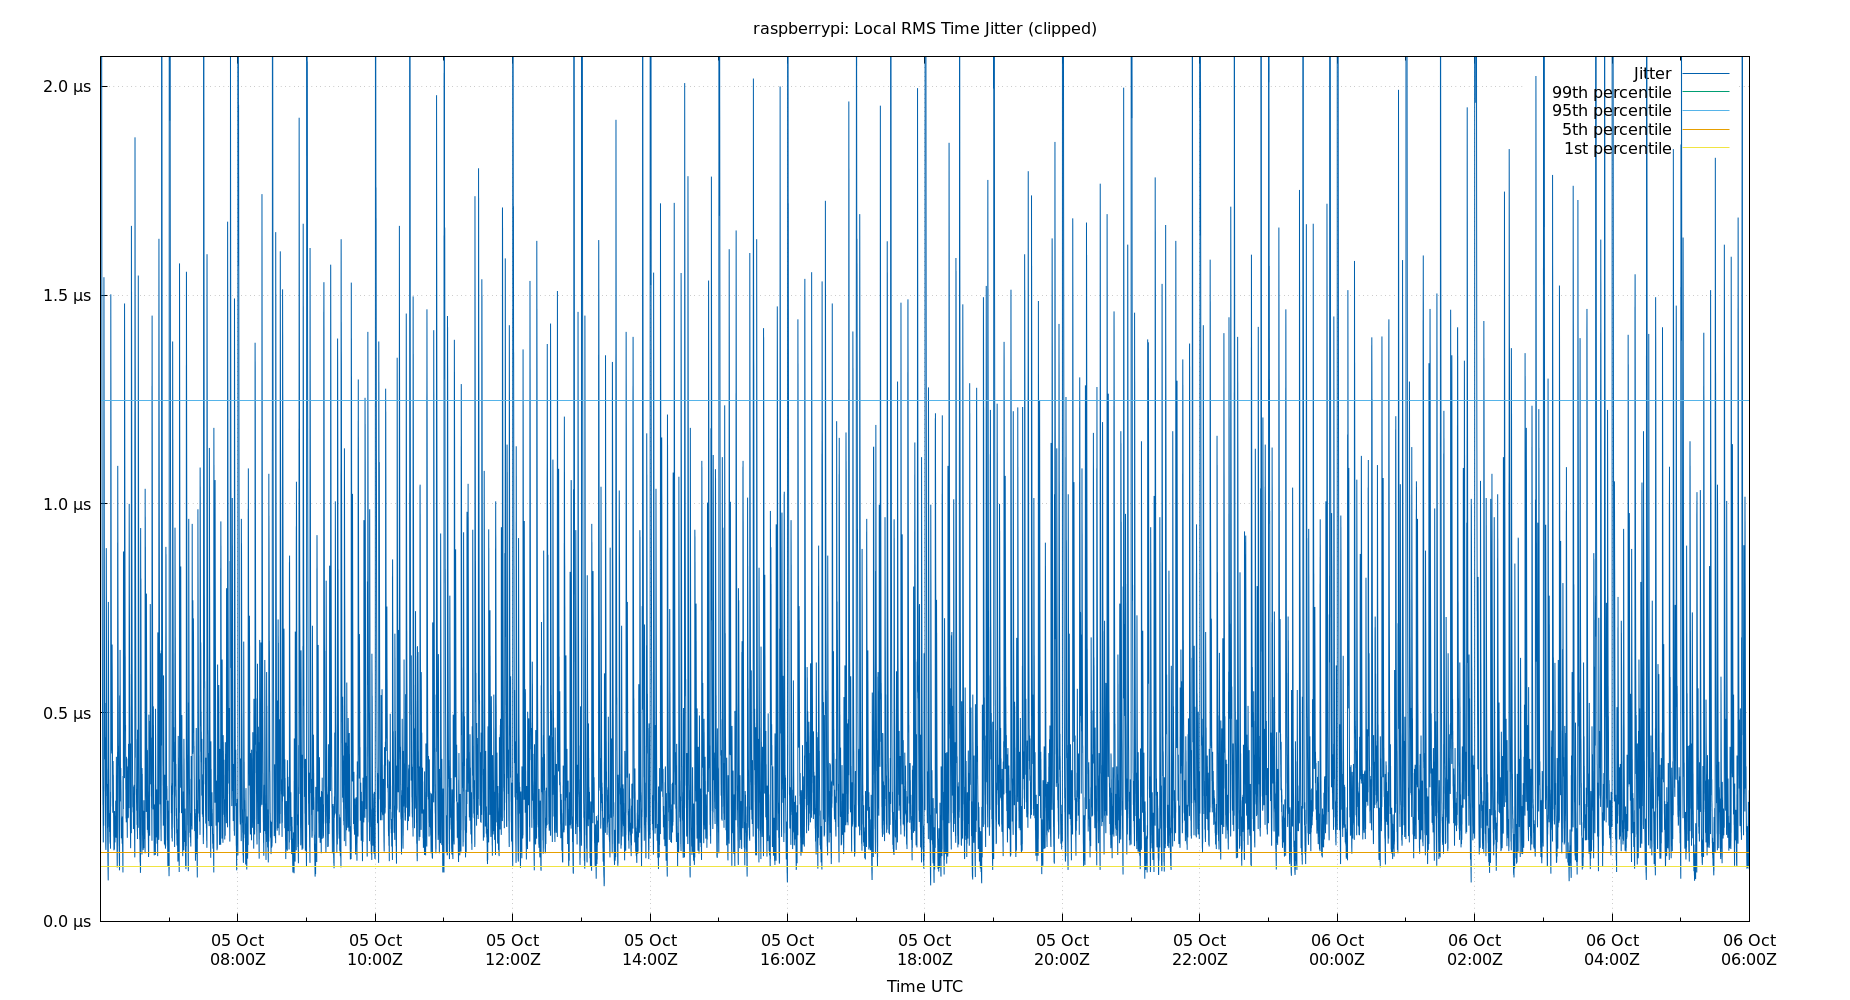 raspberrypi: Local RMS Time Jitter (clipped)
2.0 µs
1.5 µs
1.0 µs
0.5 µs
0.0 µs
Jitter
99th percentile
95th percentile
5th percentile
1st percentile
05 Oct 08:00Z
05 Oct 10:00Z
05 Oct 12:00Z
05 Oct 14:00Z
05 Oct 16:00Z
05 Oct 18:00Z
05 Oct 20:00Z
05 Oct 22:00Z
06 Oct 00:00Z
06 Oct 02:00Z
06 Oct 04:00Z
06 Oct 06:00Z
Time UTC